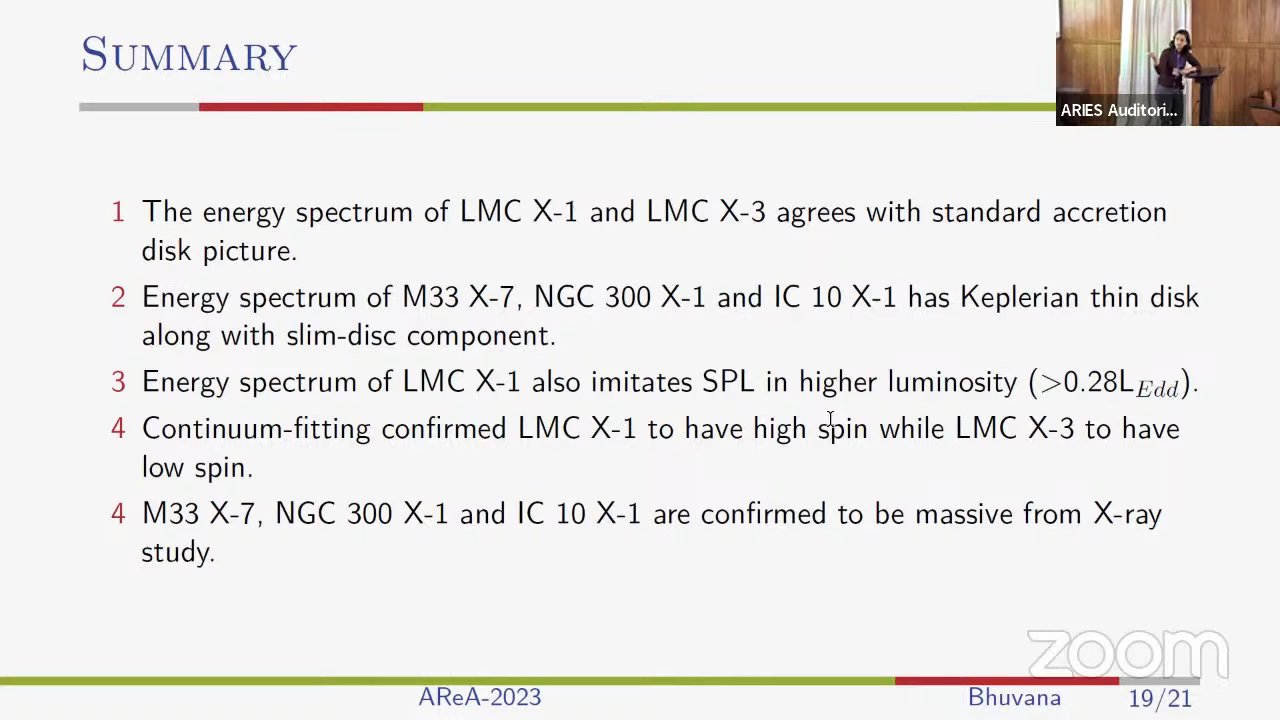 SUMMARY
ARIES Auditori...
1 The energy spectrum of LMC X-1 and LMC X-3 agrees with standard accretion
disk picture.
2 Energy spectrum of M33 X-7, NGC 300 X-1 and IC 10 X-1 has Keplerian thin disk
along with slim-disc component.
3 Energy spectrum of LMC X-1 also imitates SPL in higher luminosity (>0.28L_Edd).
4 Continuum-fitting confirmed LMC X-1 to have high spin while LMC X-3 to have
low spin.
4 M33 X-7, NGC 300 X-1 and IC 10 X-1 are confirmed to be massive from X-ray
study.
zoom
AReA-2023 Bhuvana 19/21